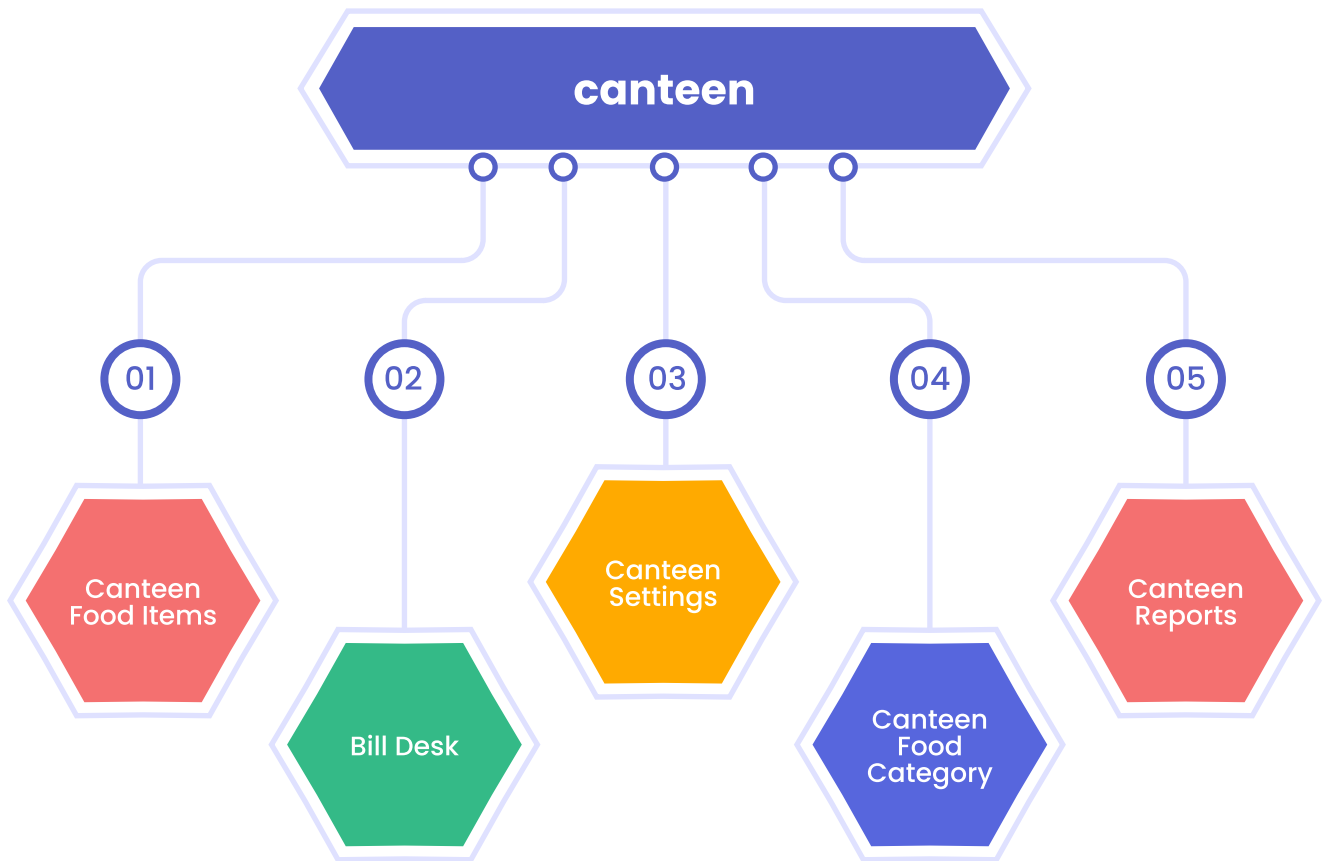 canteen
01
02
03
04
05
Canteen
Food Items
Bill Desk
Canteen
Settings
Canteen
Food
Category
Canteen
Reports